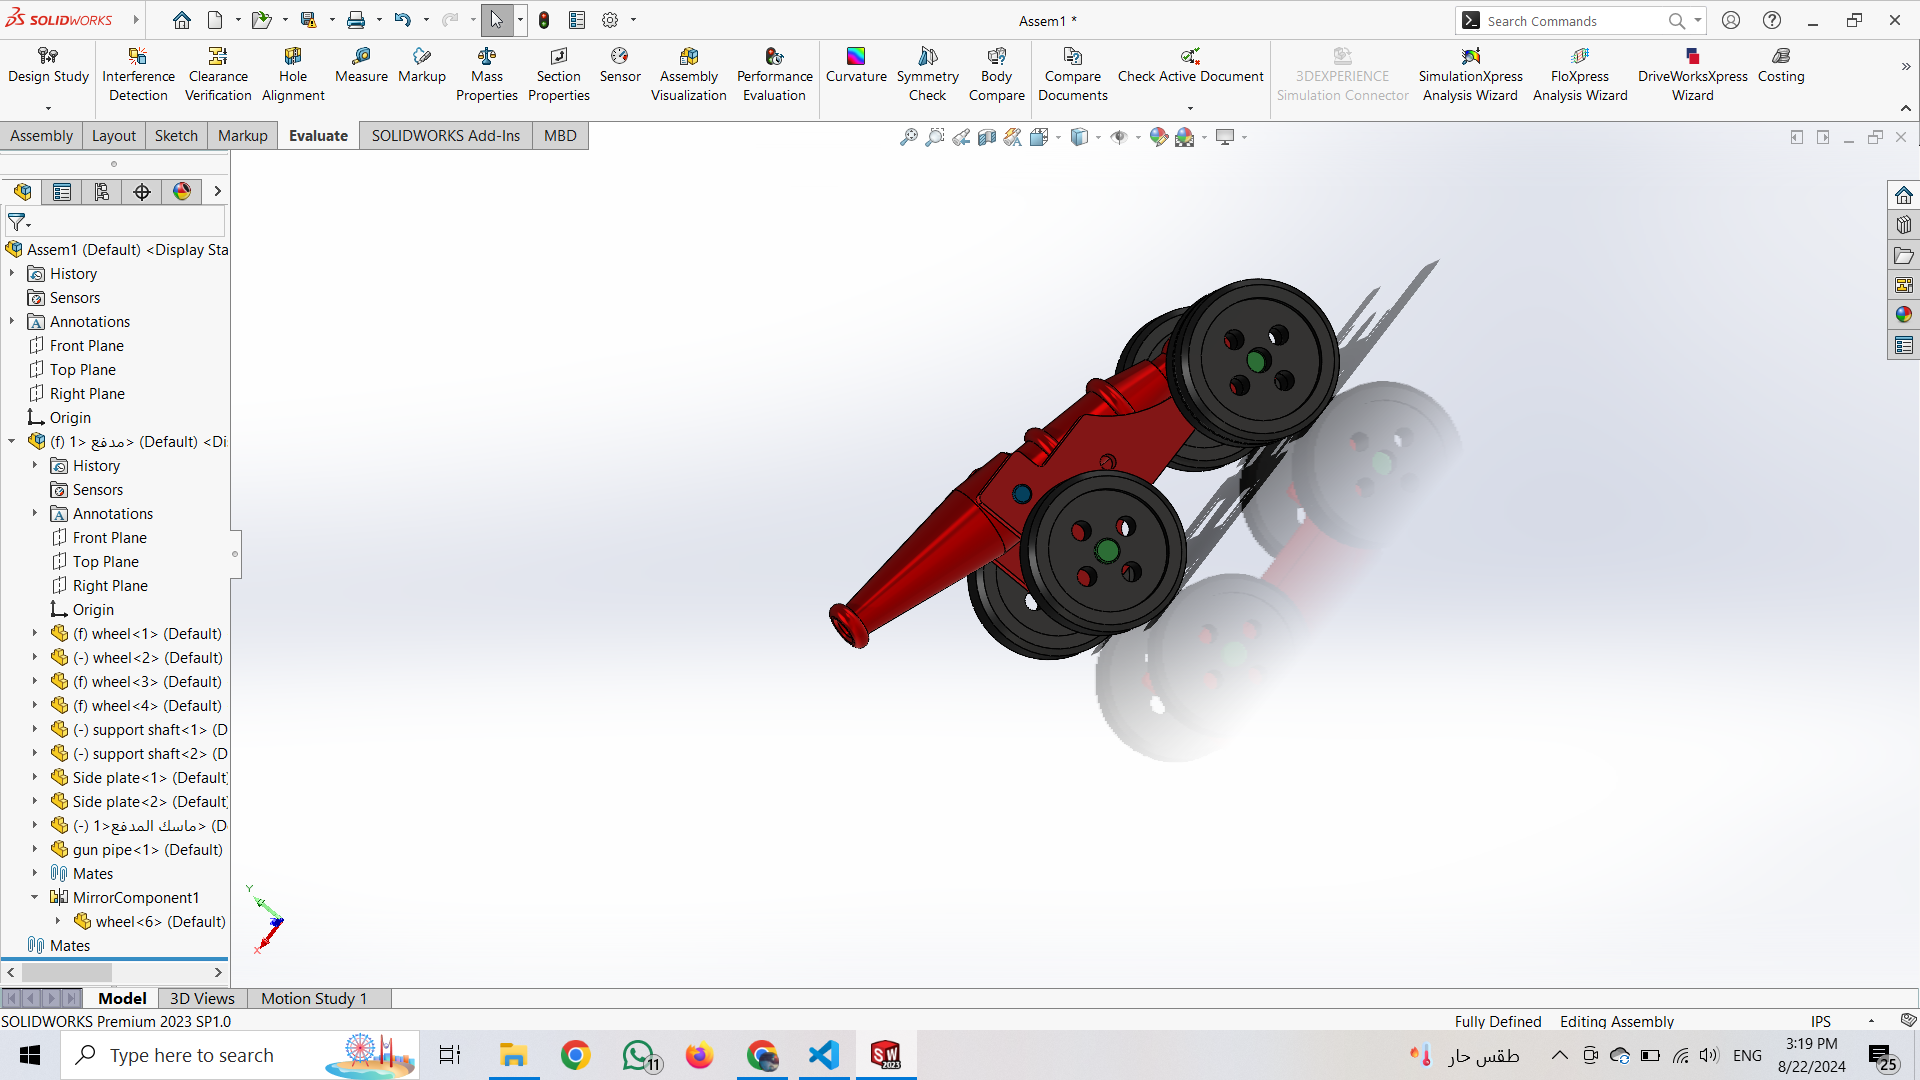 SOLIDWORKS
Assem1 *
Search Commands
Design Study
Interference Detection
Clearance Verification
Hole Alignment
Measure
Markup
Mass Properties
Section Properties
Sensor
Assembly Visualization
Performance Evaluation
Curvature
Symmetry Check
Body Compare
Compare Documents
Check Active Document
3DEXPERIENCE Simulation Connector
SimulationXpress Analysis Wizard
FloXpress Analysis Wizard
DriveWorksXpress Wizard
Costing
Assembly
Layout
Sketch
Markup
Evaluate
SOLIDWORKS Add-Ins
MBD
Assem1 (Default) <Display Sta
History
Sensors
Annotations
Front Plane
Top Plane
Right Plane
Origin
(f) مدفع <1> (Default) <Di
History
Sensors
Annotations
Front Plane
Top Plane
Right Plane
Origin
(f) wheel<1> (Default)
(-) wheel<2> (Default)
(f) wheel<3> (Default)
(f) wheel<4> (Default)
(-) support shaft<1> (D
(-) support shaft<2> (D
Side plate<1> (Default)
Side plate<2> (Default)
(-) ماسك المدفع<1> (D
gun pipe<1> (Default)
Mates
MirrorComponent1
wheel<6> (Default)
Mates
Y
X
Model
3D Views
Motion Study 1
SOLIDWORKS Premium 2023 SP1.0
Fully Defined
Editing Assembly
IPS
Type here to search
11
SW
2023
طقس حار
ENG
3:19 PM
8/22/2024
25